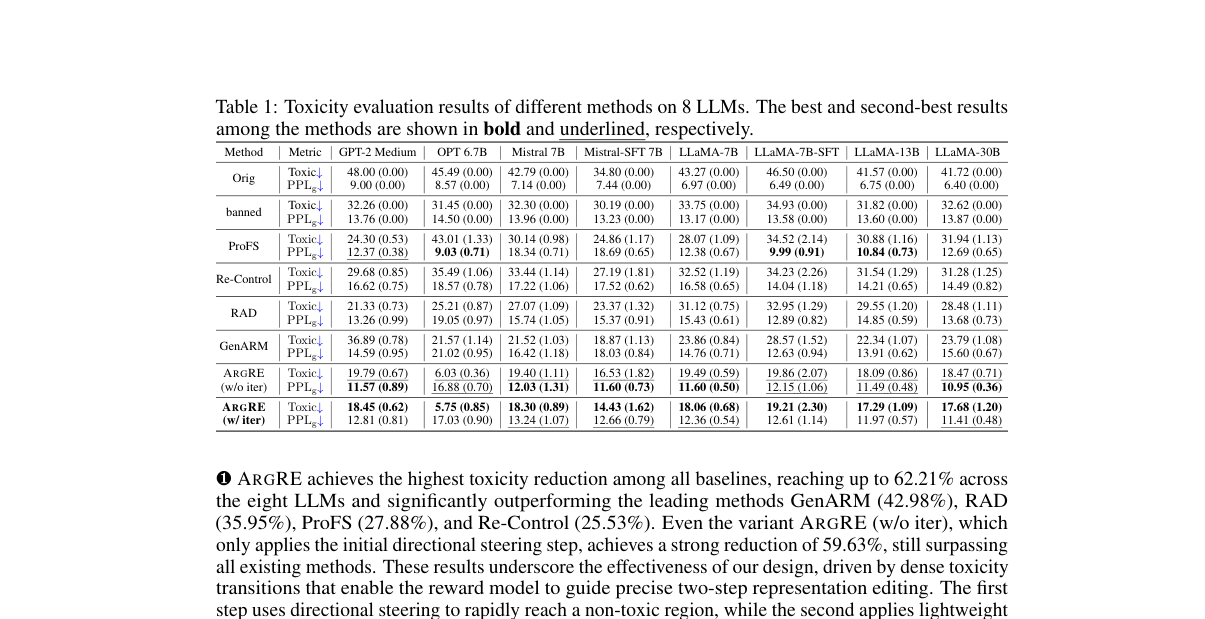 Table 1: Toxicity evaluation results of different methods on 8 LLMs. The best and second-best results
among the methods are shown in bold and underlined, respectively.
Method Metric GPT-2 Medium OPT 6.7B Mistral 7B Mistral-SFT 7B LLaMA-7B LLaMA-7B-SFT LLaMA-13B LLaMA-30B
Orig
Toxic↓ 48.00 (0.00) 45.49 (0.00) 42.79 (0.00) 34.80 (0.00) 43.27 (0.00) 46.50 (0.00) 41.57 (0.00) 41.72 (0.00)
PPLg↓ 9.00 (0.00) 8.57 (0.00) 7.14 (0.00) 7.44 (0.00) 6.97 (0.00) 6.49 (0.00) 6.75 (0.00) 6.40 (0.00)
banned
Toxic↓ 32.26 (0.00) 31.45 (0.00) 32.30 (0.00) 30.19 (0.00) 33.75 (0.00) 34.93 (0.00) 31.82 (0.00) 32.62 (0.00)
PPLg↓ 13.76 (0.00) 14.50 (0.00) 13.96 (0.00) 13.23 (0.00) 13.17 (0.00) 13.58 (0.00) 13.60 (0.00) 13.87 (0.00)
ProFS
Toxic↓ 24.30 (0.53) 43.01 (1.33) 30.14 (0.98) 24.86 (1.17) 28.07 (1.09) 34.52 (2.14) 30.88 (1.16) 31.94 (1.13)
PPLg↓ 12.37 (0.38) 9.03 (0.71) 18.34 (0.71) 18.69 (0.65) 12.38 (0.67) 9.99 (0.91) 10.84 (0.73) 12.69 (0.65)
Re-Control
Toxic↓ 29.68 (0.85) 35.49 (1.06) 33.44 (1.14) 27.19 (1.81) 32.52 (1.19) 34.23 (2.26) 31.54 (1.29) 31.28 (1.25)
PPLg↓ 16.62 (0.75) 18.57 (0.78) 17.22 (1.06) 17.52 (0.62) 16.58 (0.65) 14.04 (1.18) 14.21 (0.65) 14.49 (0.82)
RAD
Toxic↓ 21.33 (0.73) 25.21 (0.87) 27.07 (1.09) 23.37 (1.32) 31.12 (0.75) 32.95 (1.29) 29.55 (1.20) 28.48 (1.11)
PPLg↓ 13.26 (0.99) 19.05 (0.97) 15.74 (1.05) 15.37 (0.91) 15.43 (0.61) 12.89 (0.82) 14.85 (0.59) 13.68 (0.73)
GenARM
Toxic↓ 36.89 (0.78) 21.57 (1.14) 21.52 (1.03) 18.87 (1.13) 23.86 (0.84) 28.57 (1.52) 22.34 (1.07) 23.79 (1.08)
PPLg↓ 14.59 (0.95) 21.02 (0.95) 16.42 (1.18) 18.03 (0.84) 14.76 (0.71) 12.63 (0.94) 13.91 (0.62) 15.60 (0.67)
ARGRE Toxic↓ 19.79 (0.67) 6.03 (0.36) 19.40 (1.11) 16.53 (1.82) 19.49 (0.59) 19.86 (2.07) 18.09 (0.86) 18.47 (0.71)
(w/o iter) PPLg↓ 11.57 (0.89) 16.88 (0.70) 12.03 (1.31) 11.60 (0.73) 11.60 (0.50) 12.15 (1.06) 11.49 (0.48) 10.95 (0.36)
ARGRE Toxic↓ 18.45 (0.62) 5.75 (0.85) 18.30 (0.89) 14.43 (1.62) 18.06 (0.68) 19.21 (2.30) 17.29 (1.09) 17.68 (1.20)
(w/ iter) PPLg↓ 12.81 (0.81) 17.03 (0.90) 13.24 (1.07) 12.66 (0.79) 12.36 (0.54) 12.61 (1.14) 11.97 (0.57) 11.41 (0.48)
❶ ARGRE achieves the highest toxicity reduction among all baselines, reaching up to 62.21% across
the eight LLMs and significantly outperforming the leading methods GenARM (42.98%), RAD
(35.95%), ProFS (27.88%), and Re-Control (25.53%). Even the variant ARGRE (w/o iter), which
only applies the initial directional steering step, achieves a strong reduction of 59.63%, still surpassing
all existing methods. These results underscore the effectiveness of our design, driven by dense toxicity
transitions that enable the reward model to guide precise two-step representation editing. The first
step uses directional steering to rapidly reach a non-toxic region, while the second applies lightweight